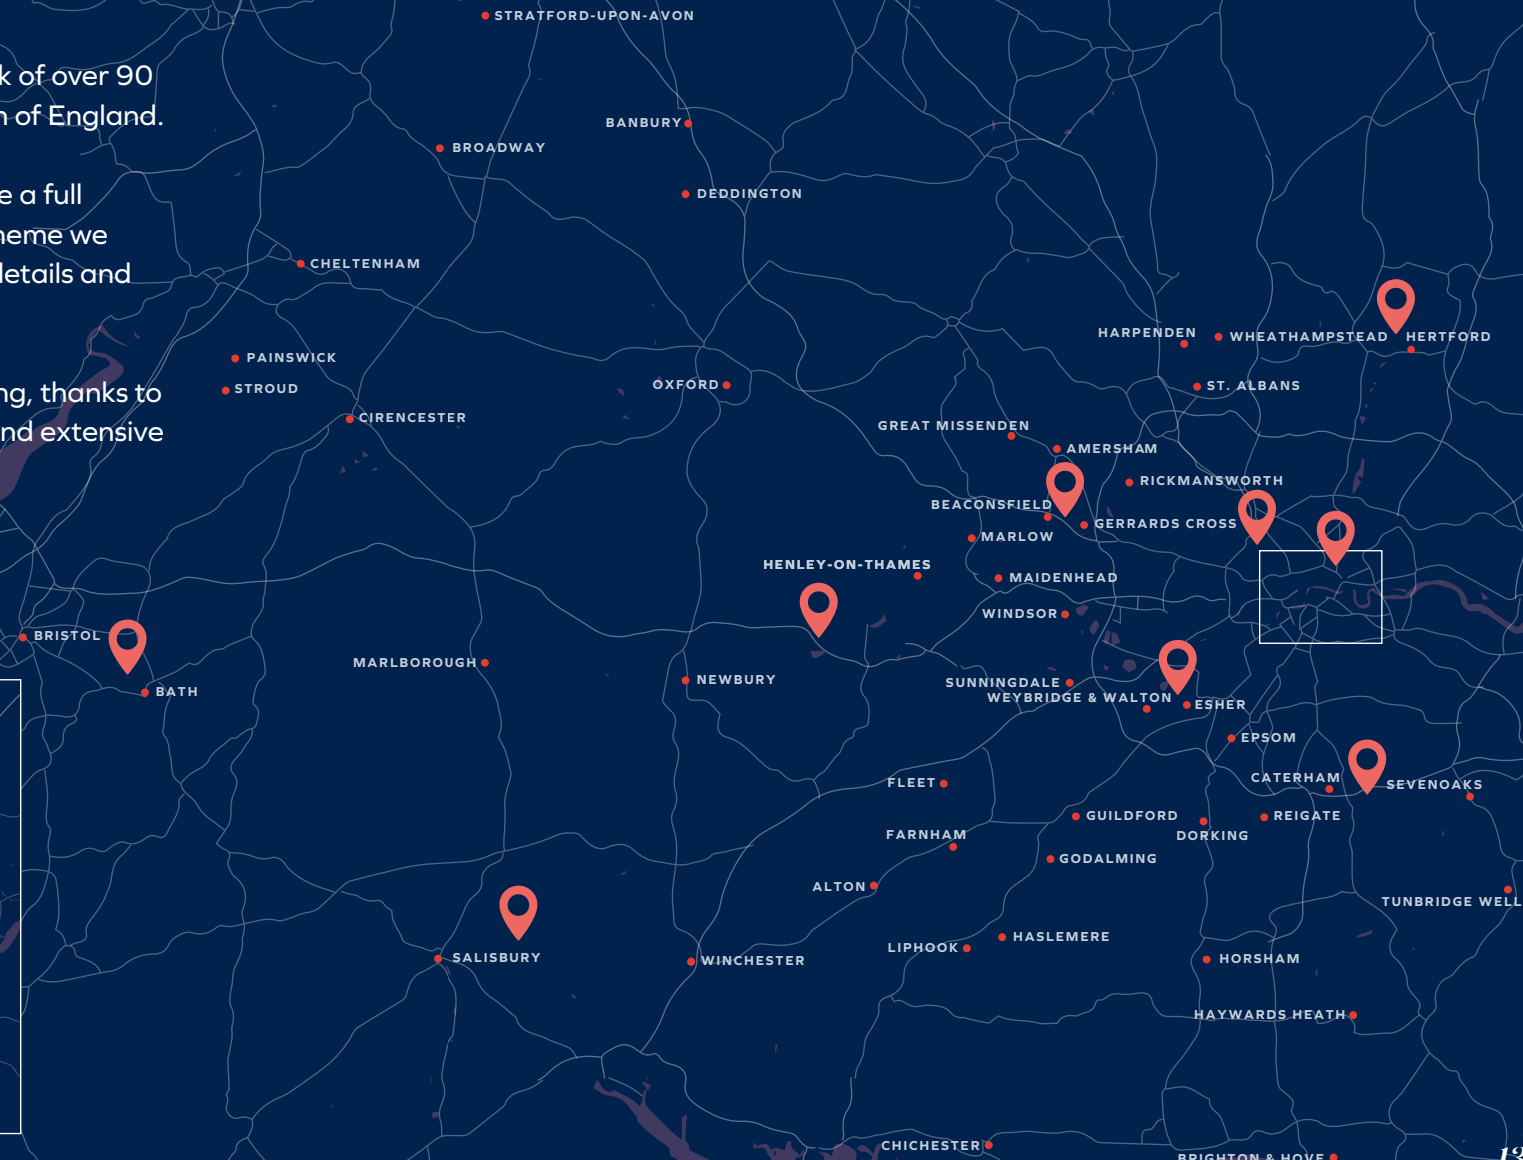 STRATFORD-UPON-AVON
k of over 90
n of England.
BANBURY
BROADWAY
e a full
DEDDINGTON
heme we
CHELTENHAM
details and
HARPENDEN
WHEATHAMPSTEAD
HERTFORD
PAINSWICK
OXFORD
ST. ALBANS
STROUD
ng, thanks to
CIRENCESTER
GREAT MISSENDEN
nd extensive
AMERSHAM
RICKMANSWORTH
BEACONSFIELD
GERRARDS CROSS
MARLOW
HENLEY-ON-THAMES
MAIDENHEAD
WINDSOR
BRISTOL
MARLBOROUGH
NEWBURY
SUNNINGDALE
BATH
WEYBRIDGE & WALTON
ESHER
EPSOM
CATERHAM
FLEET
SEVENOAKS
GUILDFORD
REIGATE
FARNHAM
DORKING
GODALMING
ALTON
TUNBRIDGE WELL
HASLEMERE
LIPHOOK
SALISBURY
WINCHESTER
HORSHAM
HAYWARDS HEATH
CHICHESTER
BRIGHTON & HOVE